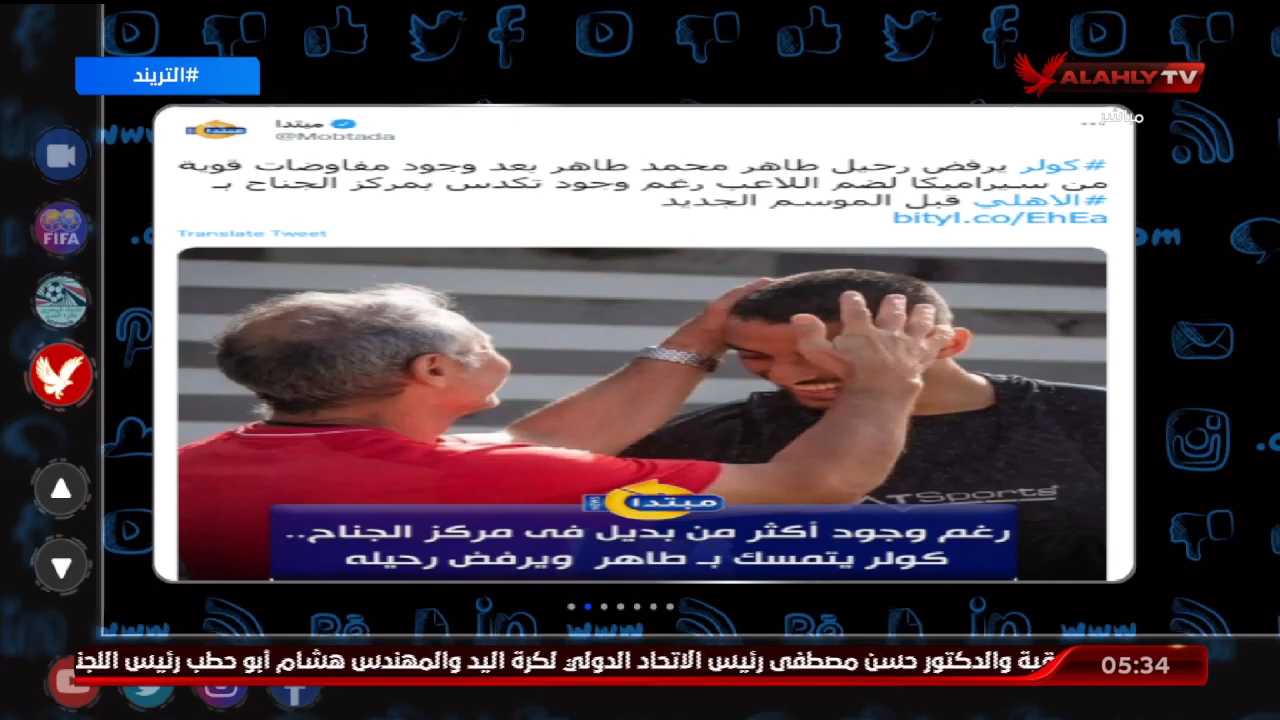 #التريند
ALAHLY TV
مباشر
مبتدا
@Mobtada
#كولر يرفض رحيل طاهر محمد طاهر بعد وجود مفاوضات قوية
من سيراميكا لضم اللاعب رغم وجود تكدس بمركز الجناح بـ
#الاهلي قبل الموسم الجديد
bityl.co/EhEa
Translate Tweet
FIFA
ATSports
مبتدا
NEWS
رغم وجود أكثر من بديل فى مركز الجناح..
كولر يتمسك بـ طاهر ويرفض رحيله
والدكتور حسن مصطفى رئيس الاتحاد الدولي لكرة اليد والمهندس هشام أبو حطب رئيس
05:34